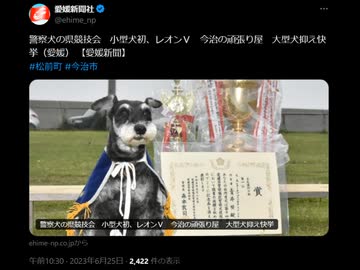 愛媛新聞社
@ehime_np
警察犬の県競技会　小型犬初、レオンV　今治の頑張り屋　大型犬抑え快
挙（愛媛） 【愛媛新聞】
#松前町 #今治市
賞
警察犬の県競技会　小型犬初、レオンV　今治の頑張り屋　大型犬抑え快挙
ehime-np.co.jpから
午前10:30 · 2023年6月25日 · 2,422 件の表示